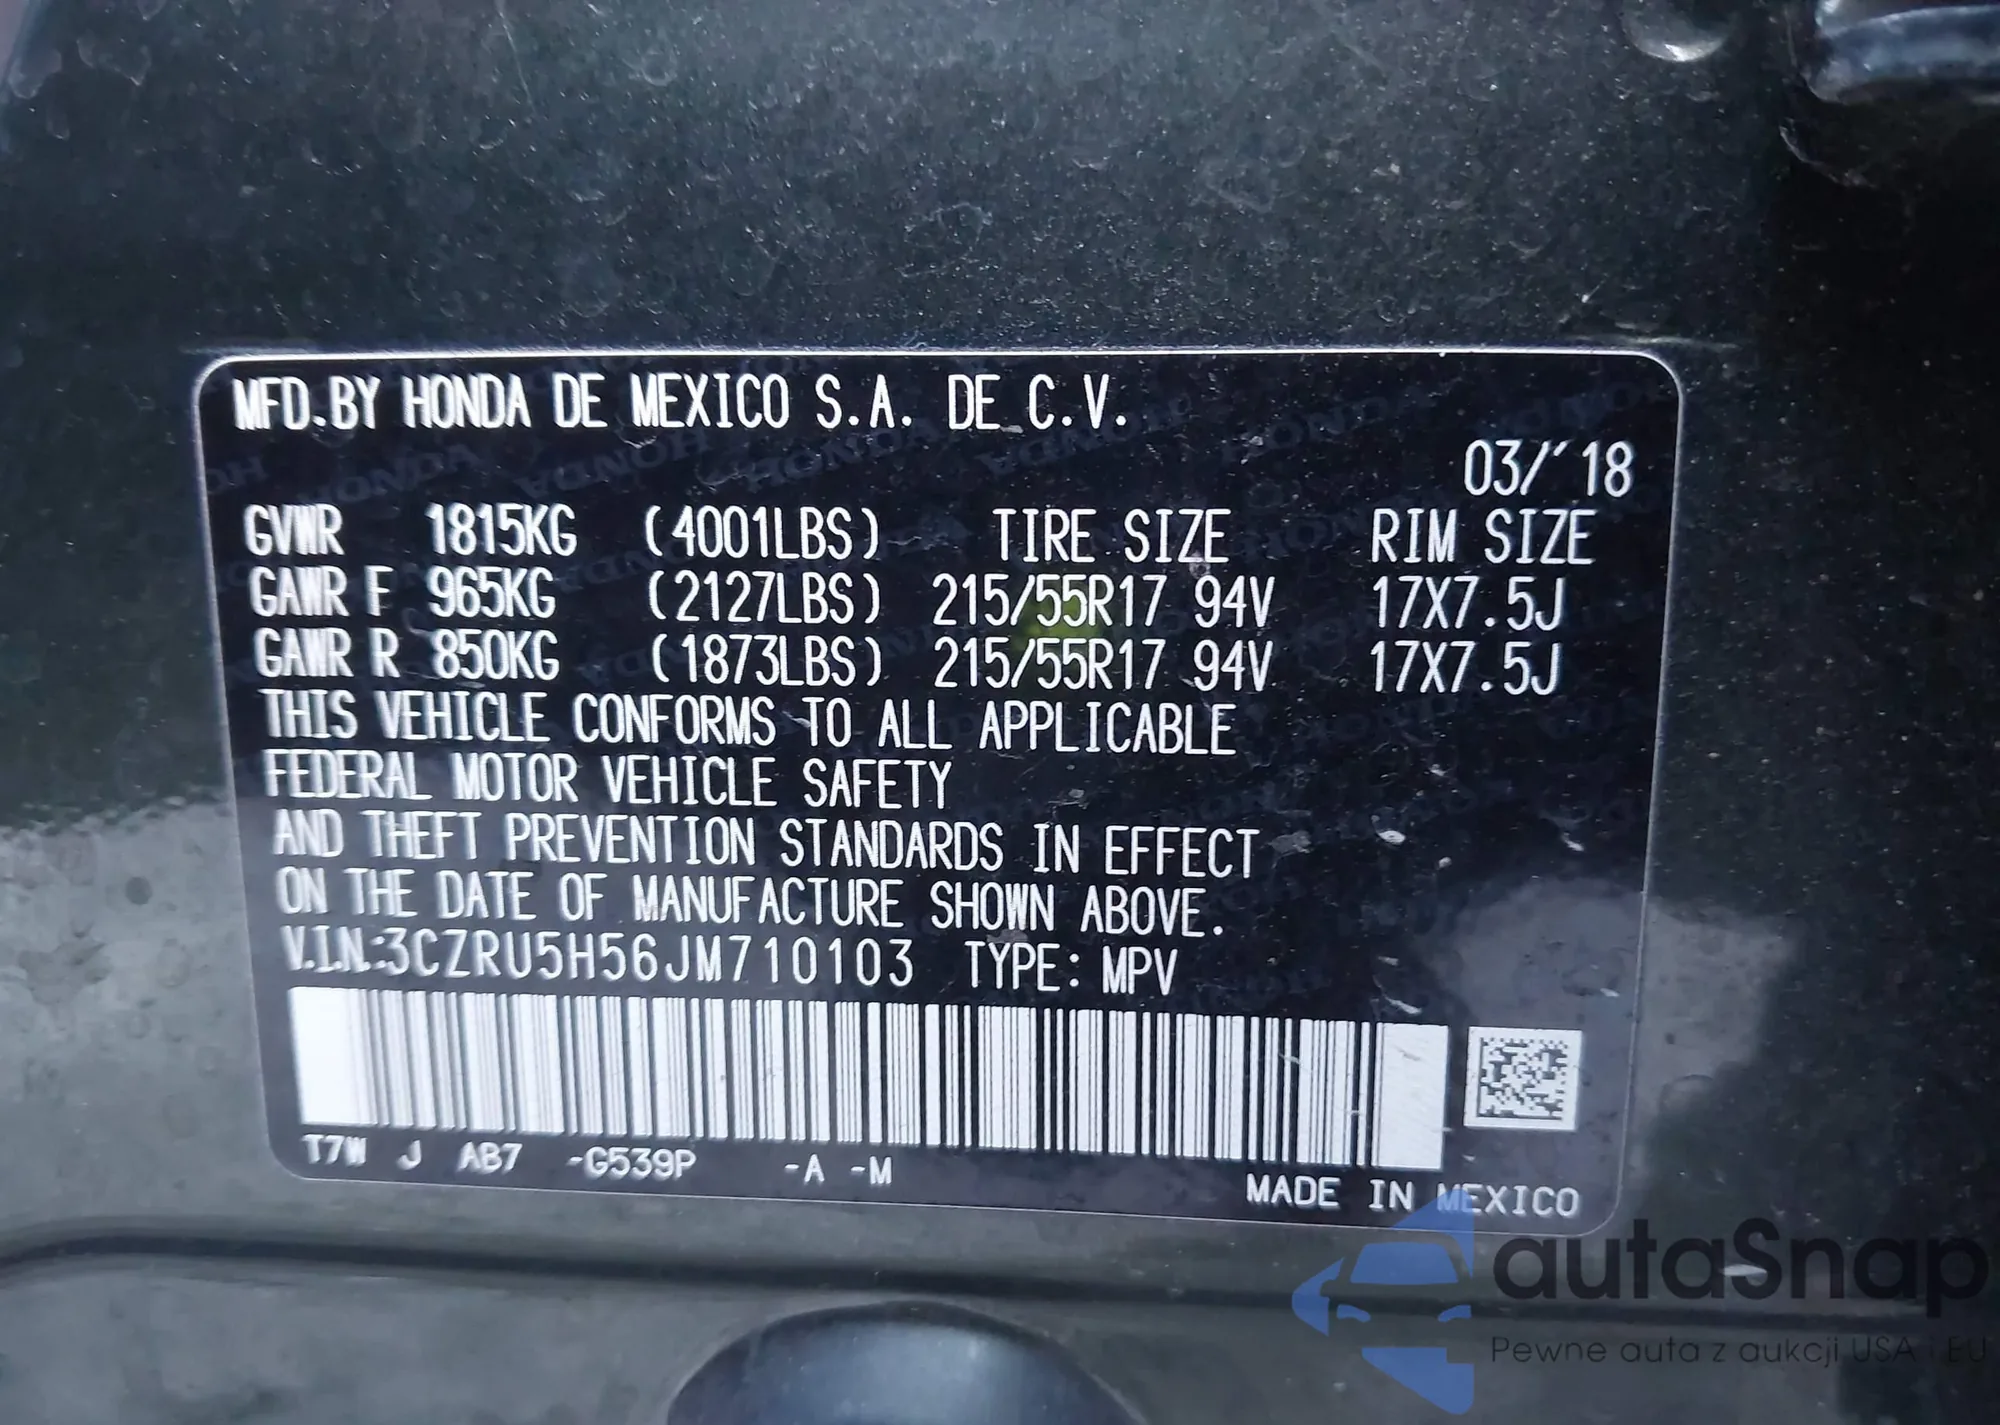 MFD.BY HONDA DE MEXICO S.A. DE C.V.
03/´18
GVWR 1815KG (4001LBS) TIRE SIZE RIM SIZE
GAWR F 965KG (2127LBS) 215/55R17 94V 17X7.5J
GAWR R 850KG (1873LBS) 215/55R17 94V 17X7.5J
THIS VEHICLE CONFORMS TO ALL APPLICABLE
FEDERAL MOTOR VEHICLE SAFETY
AND THEFT PREVENTION STANDARDS IN EFFECT
ON THE DATE OF MANUFACTURE SHOWN ABOVE.
V.I.N.:3CZRU5H56JM710103 TYPE: MPV
T7W J AB7 -G539P -A -M
MADE IN MEXICO
autaSnap
Pewne auta z aukcji USA i EU